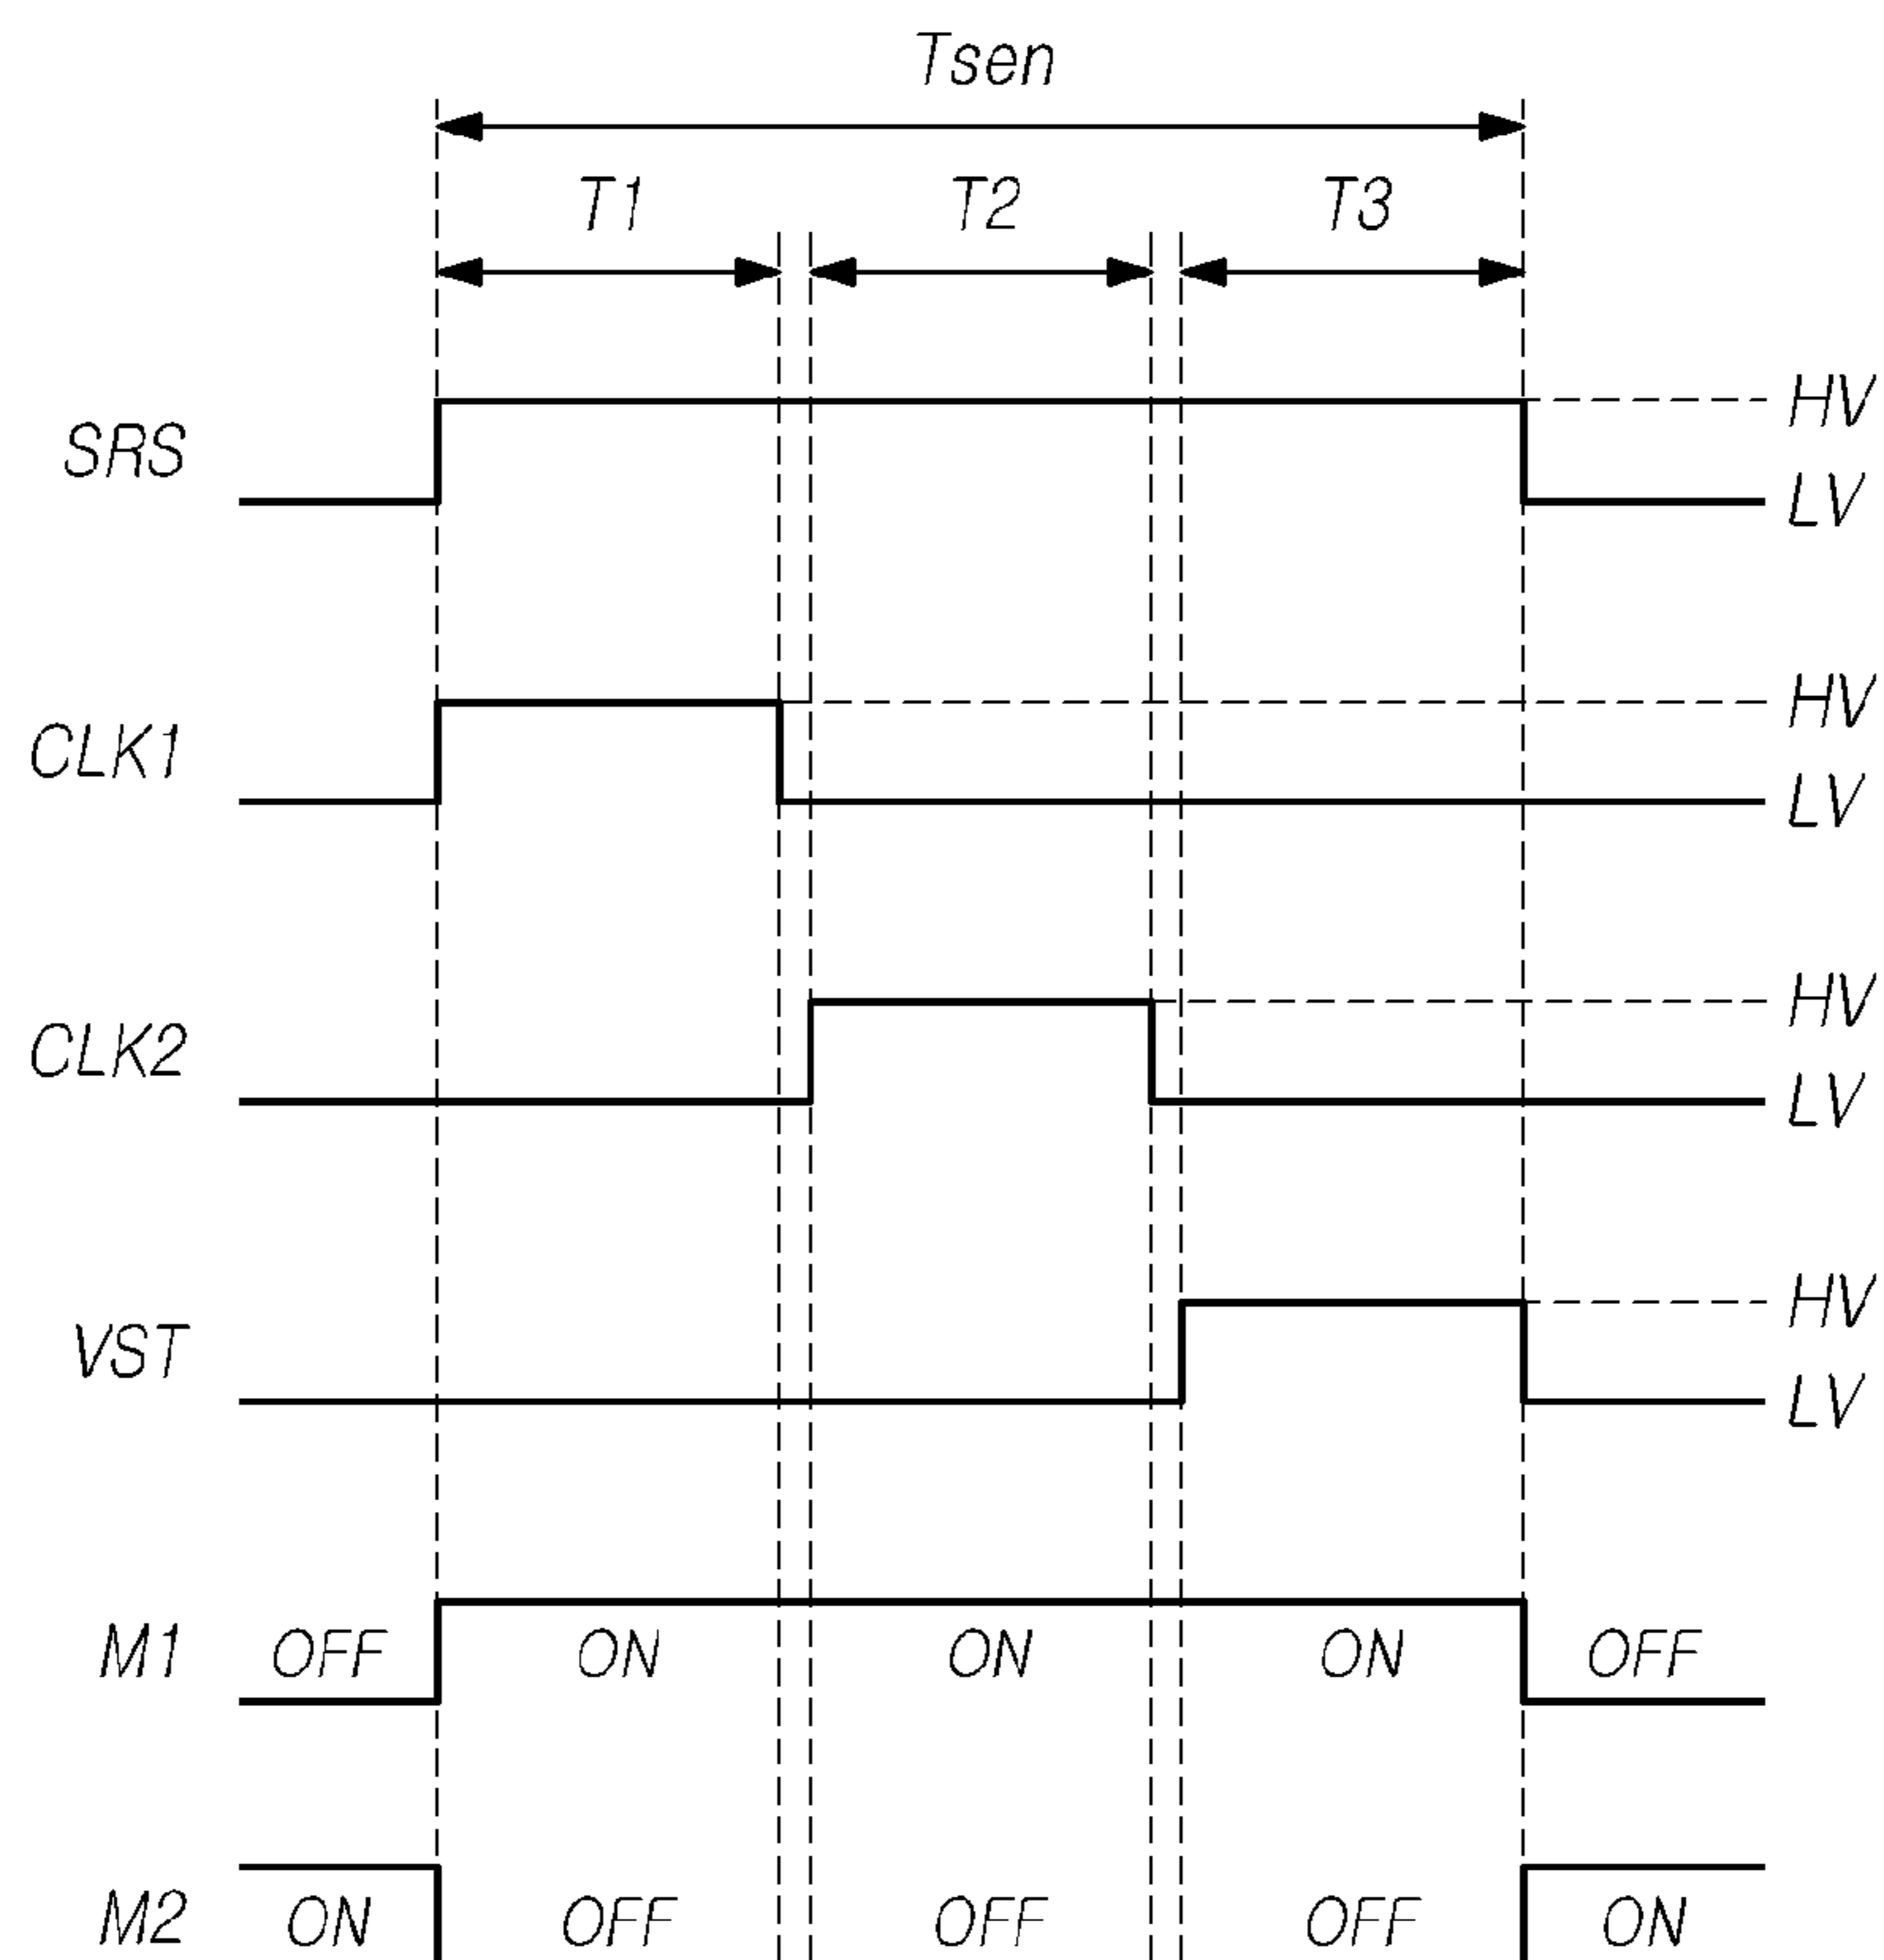 Tsen
T1 T2 T3
HV
SRS
LV
HV
CLK1
LV
HV
CLK2
LV
HV
VST
LV
M1 OFF ON ON ON OFF
M2 ON OFF OFF OFF ON